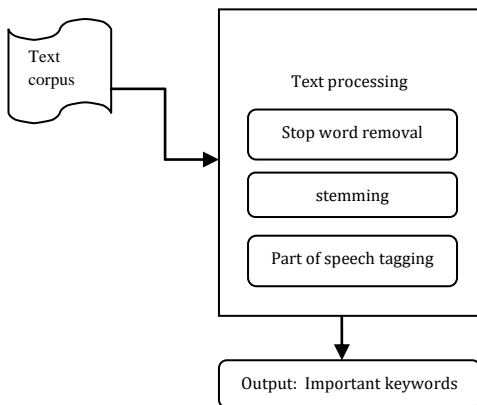 Text
corpus
Text processing
Stop word removal
stemming
Part of speech tagging
Output:  Important keywords